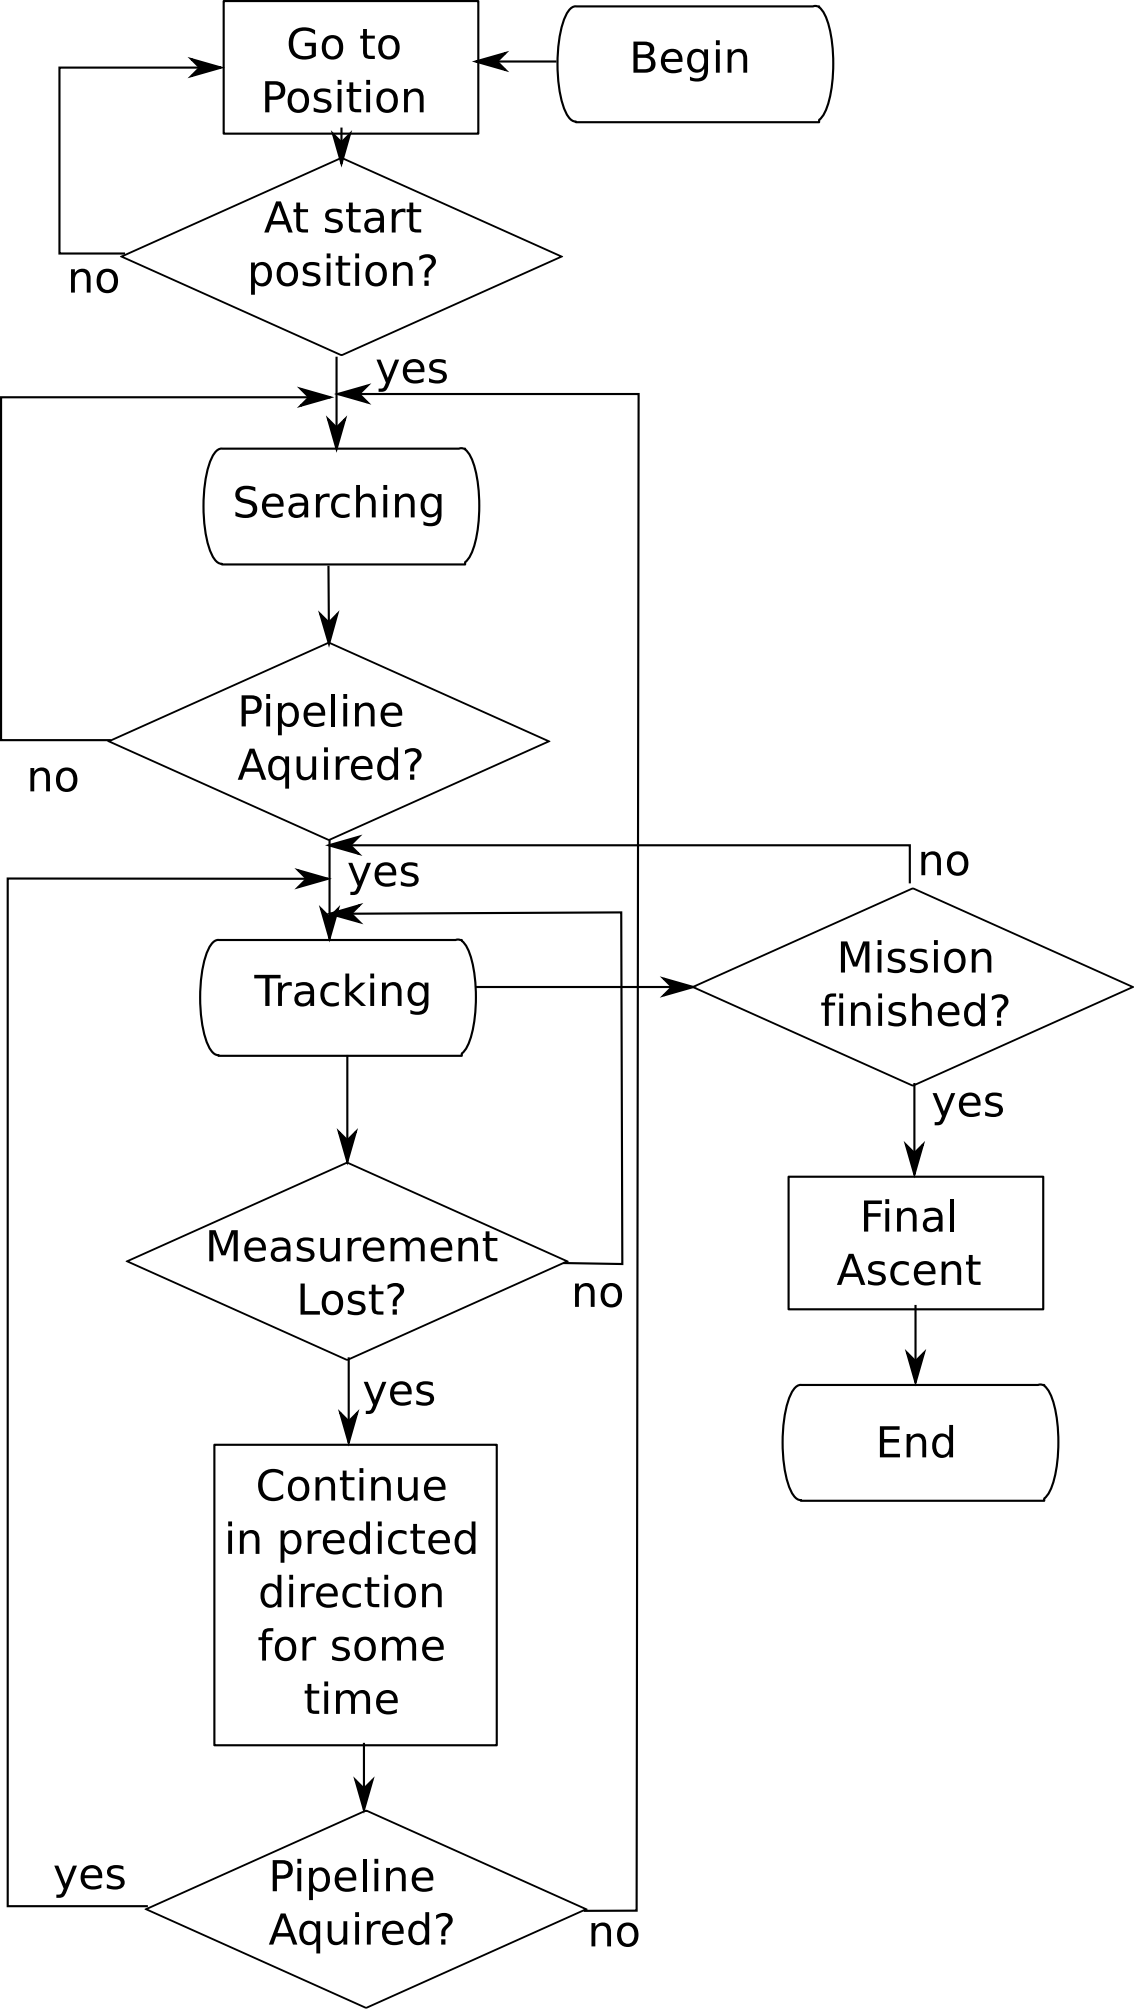 Go to
Position
Begin
At start
position?
no
yes
Searching
Pipeline
Aquired?
no
yes
no
Tracking
Mission
finished?
yes
Measurement
Lost?
no
Final
Ascent
yes
End
Continue
in predicted
direction
for some
time
yes
Pipeline
Aquired?
no